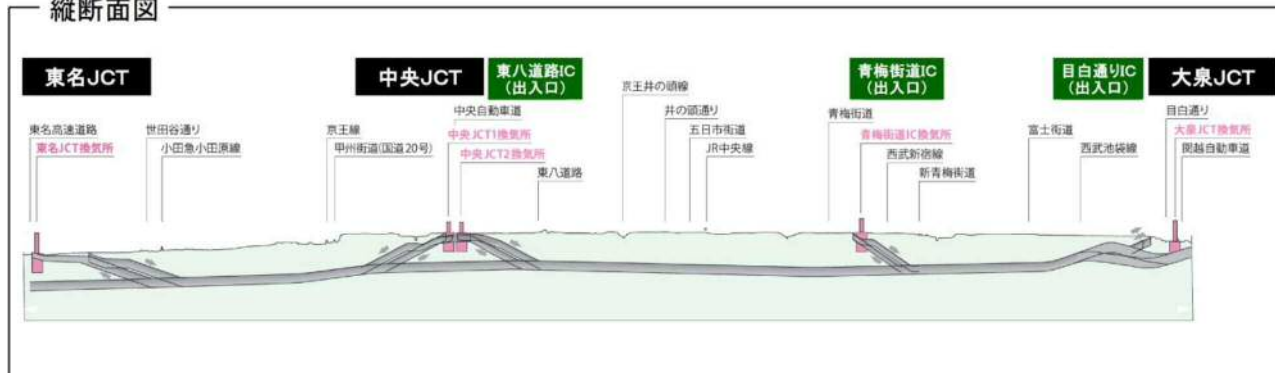 縦断面図
東名JCT
中央JCT
東八道路IC
(出入口)
青梅街道IC
(出入口)
目白通りIC
(出入口)
大泉JCT
東名高速道路
東名JCT換気所
世田谷通り
小田急小田原線
京王線
甲州街道(国道20号)
中央自動車道
中央JCT1換気所
中央JCT2換気所
東八道路
京王井の頭線
井の頭通り
五日市街道
JR中央線
青梅街道
青梅街道IC換気所
西武新宿線
新青梅街道
富士街道
西武池袋線
目白通り
大泉JCT換気所
関越自動車道